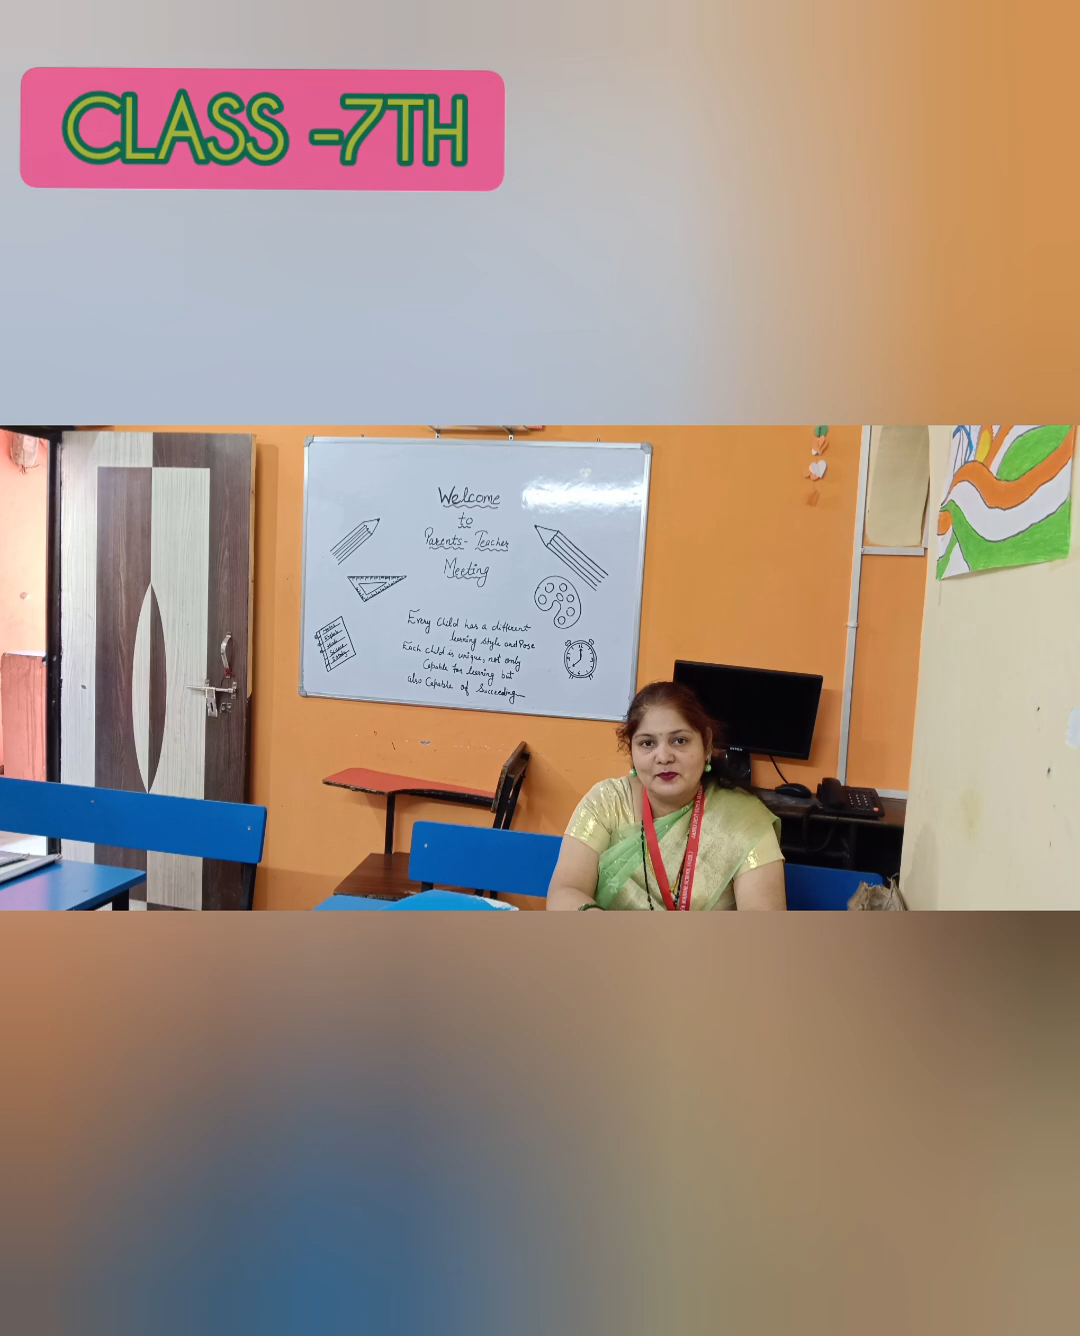 CLASS -7TH
Welcome
to
Parents- Teacher
Meeting
Every Child has a different
learning style and Pose
Each child is unique, not only
Capable for learning but
also Capable of Succeeding